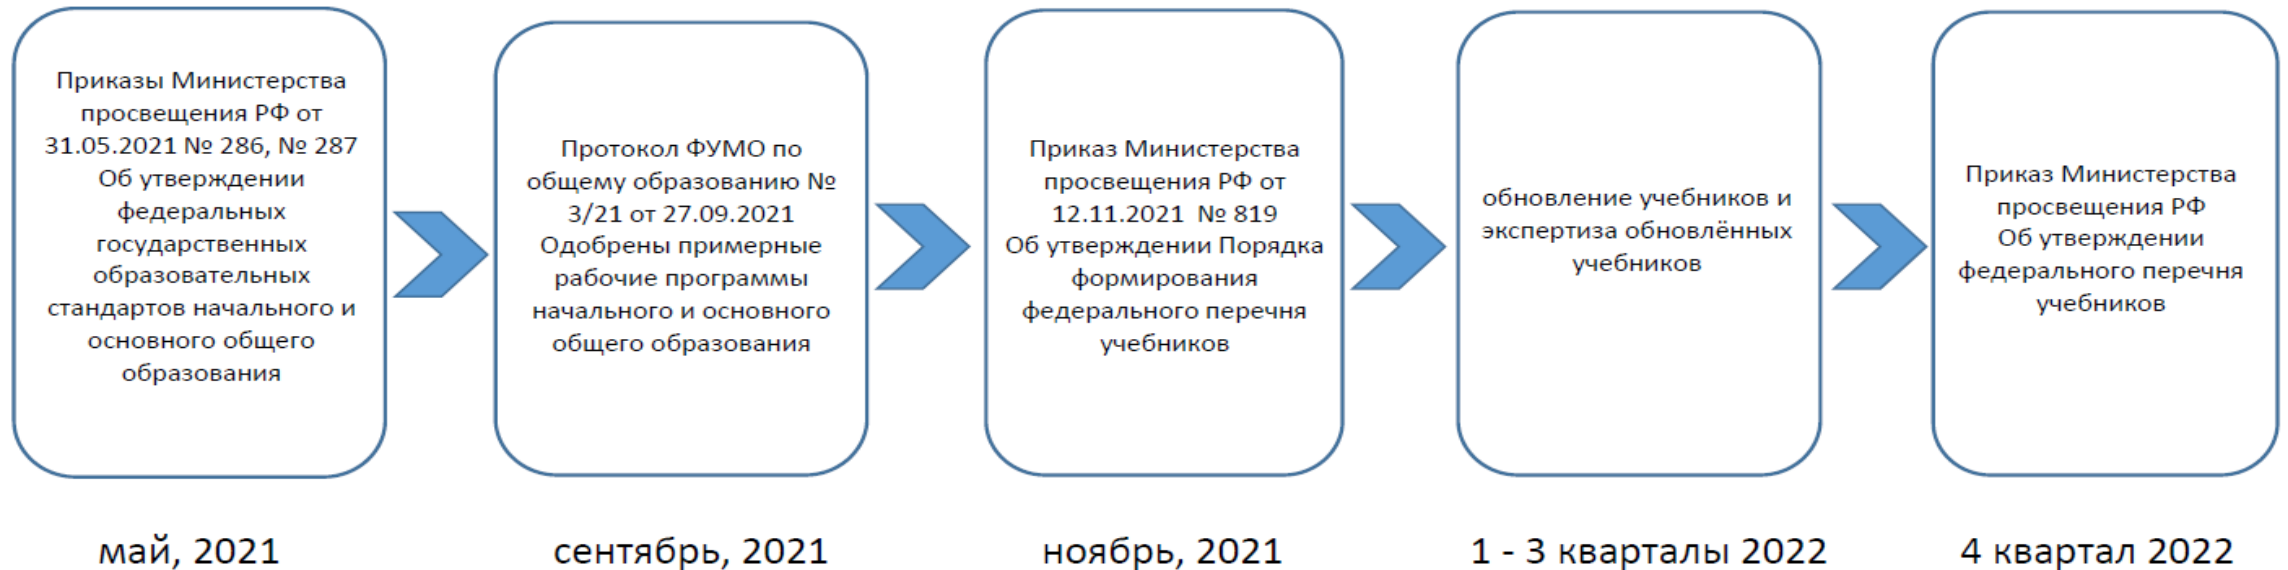 Приказы Министерства
просвещения РФ от
31.05.2021 № 286, № 287
Об утверждении
федеральных
государственных
образовательных
стандартов начального и
основного общего
образования
Протокол ФУМО по
общему образованию №
3/21 от 27.09.2021
Одобрены примерные
рабочие программы
начального и основного
общего образования
Приказ Министерства
просвещения РФ от
12.11.2021 № 819
Об утверждении Порядка
формирования
федерального перечня
учебников
обновление учебников и
экспертиза обновлённых
учебников
Приказ Министерства
просвещения РФ
Об утверждении
федерального перечня
учебников
май, 2021
сентябрь, 2021
ноябрь, 2021
1 - 3 кварталы 2022
4 квартал 2022